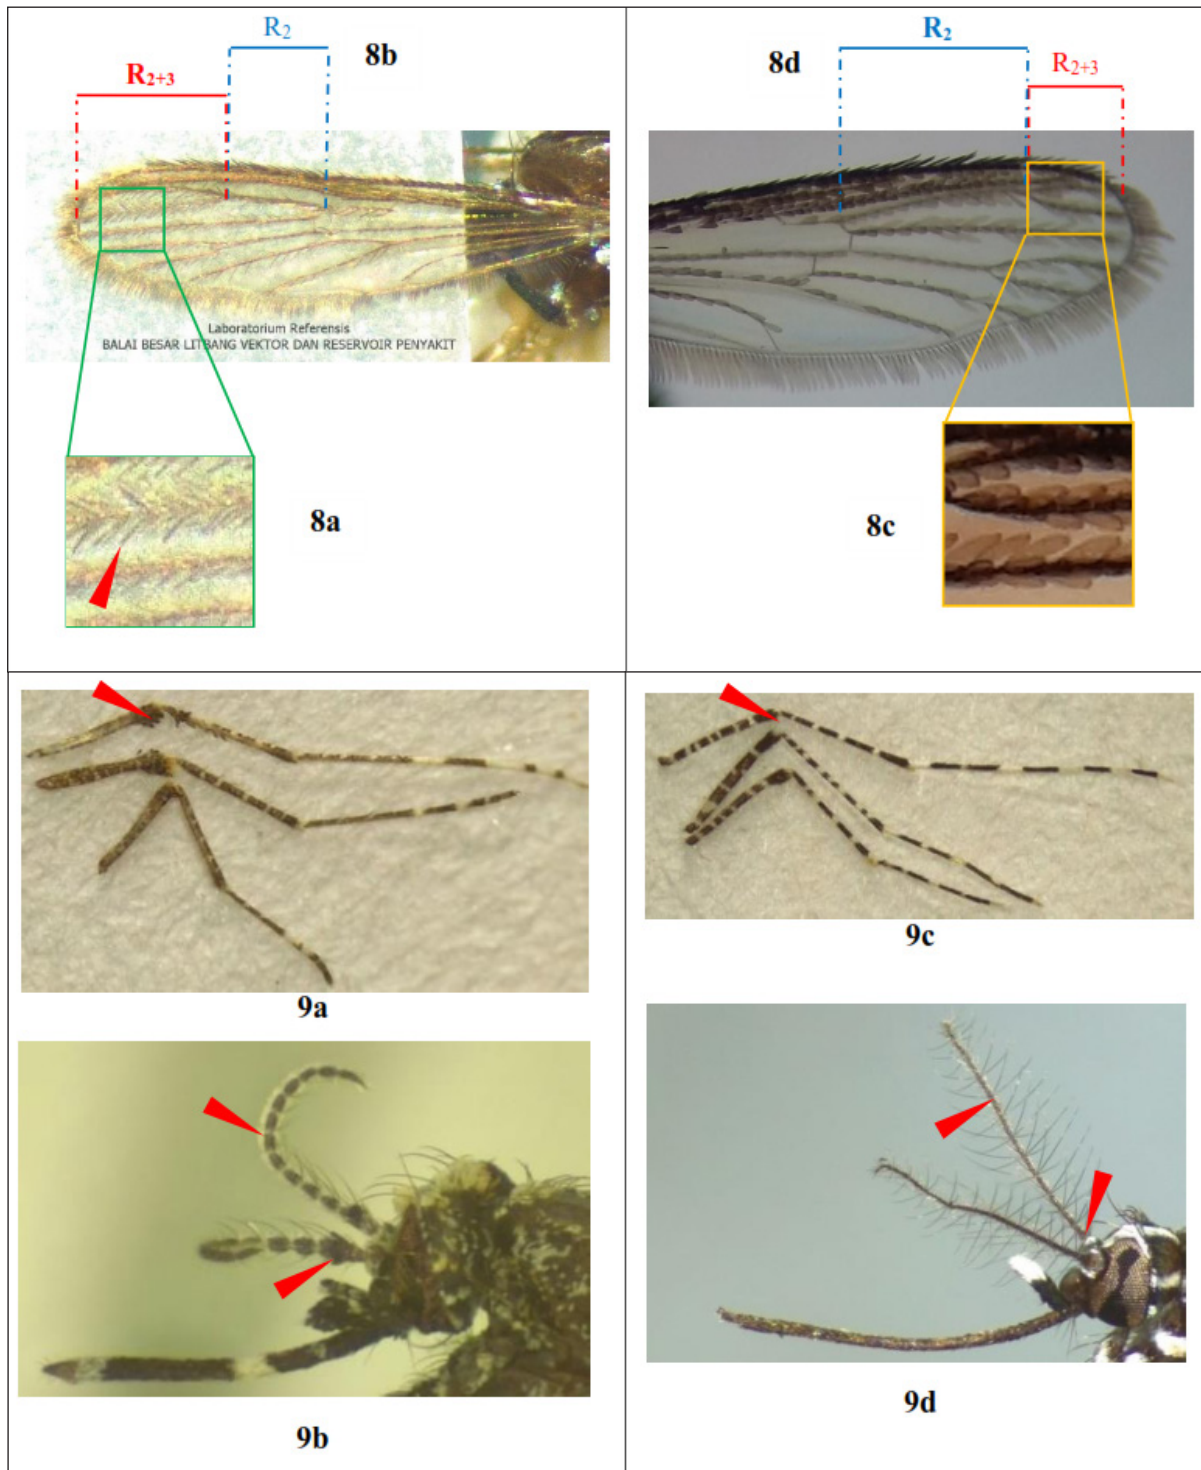 R2
8b
R2+3
Laboratorium Referensis
BALAI BESAR LITBANG VEKTOR DAN RESERVOIR PENYAKIT
8a
R2
8d
R2+3
8c
9a
9c
9b
9d